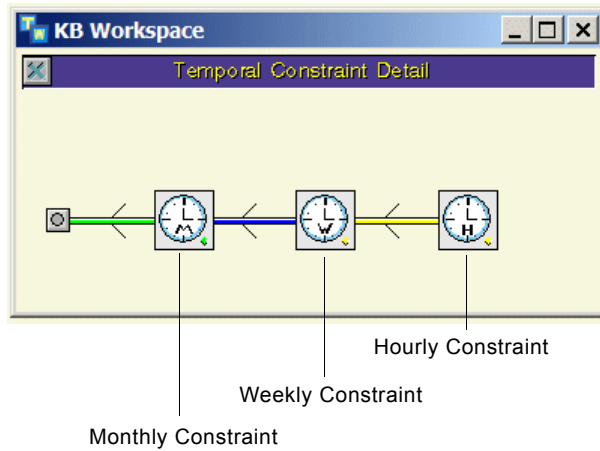 KB Workspace
Temporal Constraint Detail
M
W
H
Hourly Constraint
Weekly Constraint
Monthly Constraint